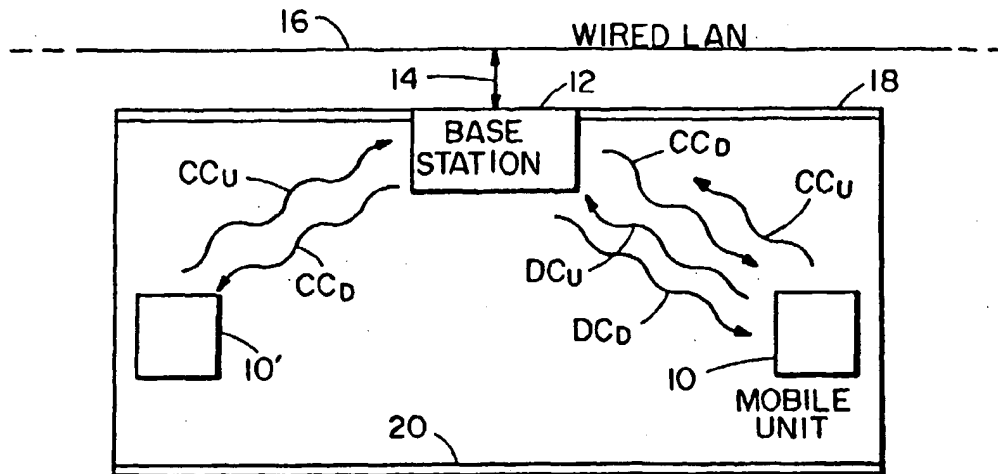 16
WIRED LAN
14
12
18
BASE
STATION
CCU
CCD
CCD
CCU
DCU
DCD
10'
10
MOBILE
UNIT
20